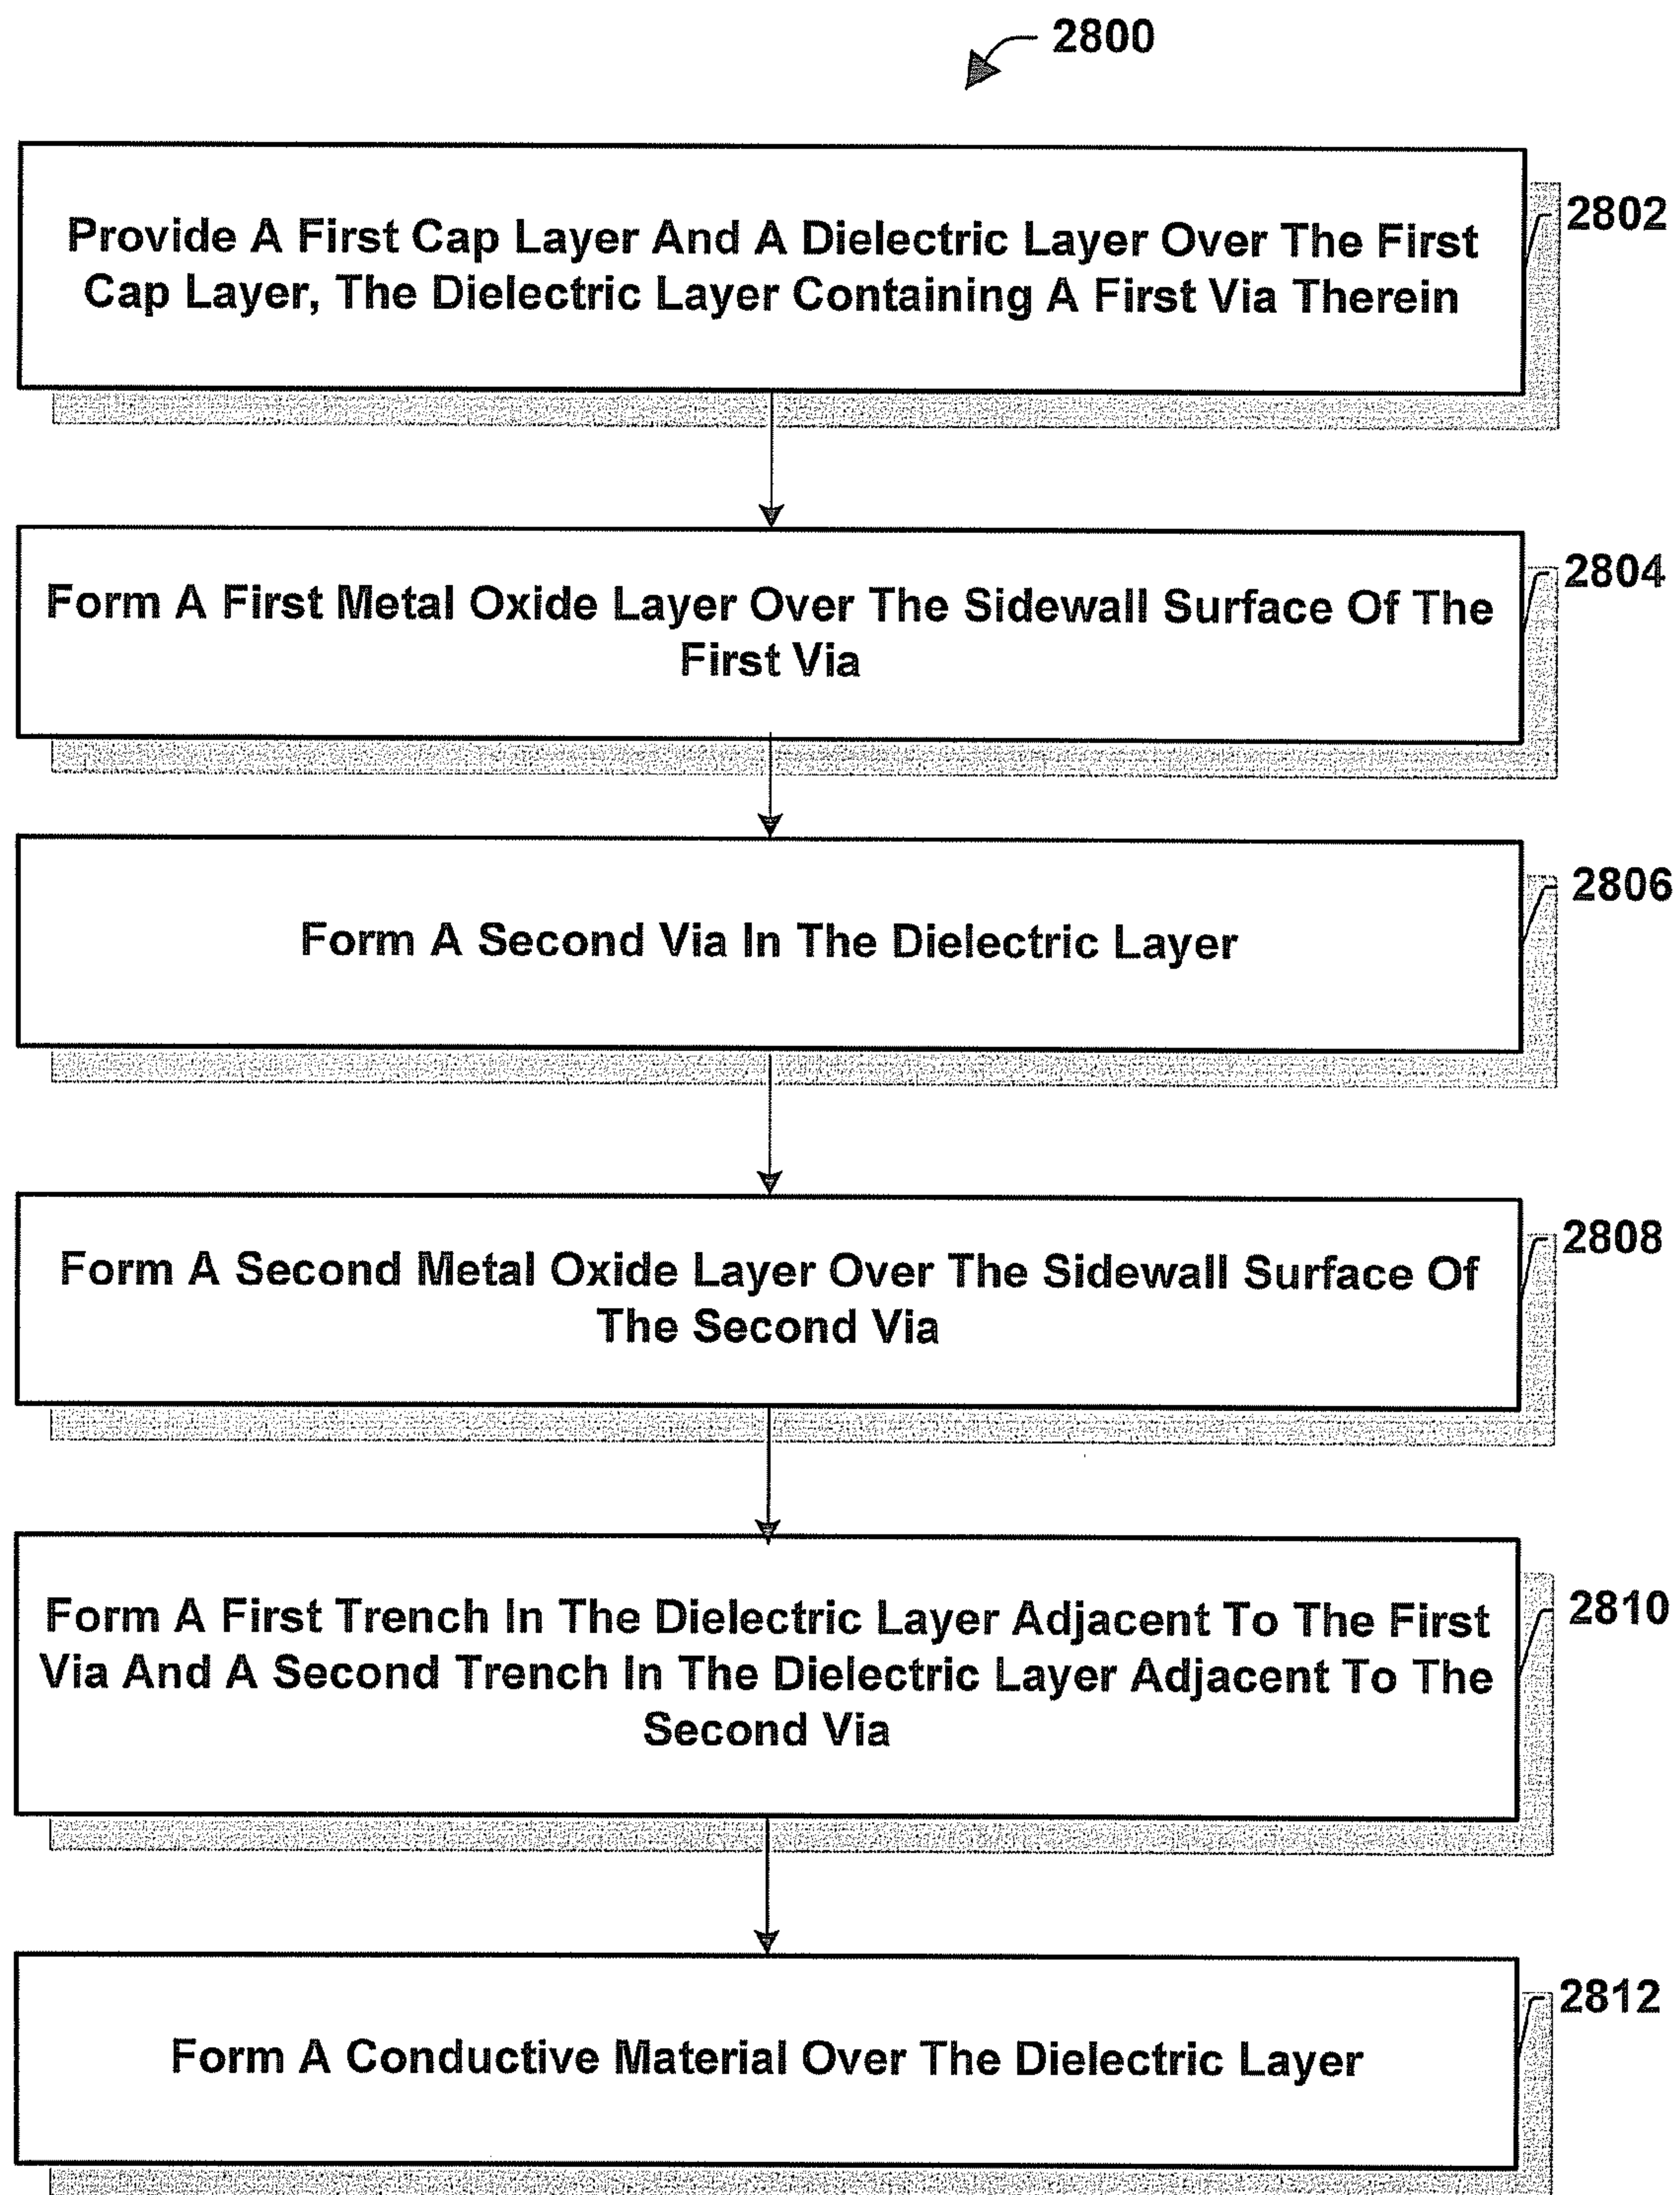 2800
Provide A First Cap Layer And A Dielectric Layer Over The First
Cap Layer, The Dielectric Layer Containing A First Via Therein
2802
Form A First Metal Oxide Layer Over The Sidewall Surface Of The
First Via
2804
Form A Second Via In The Dielectric Layer
2806
Form A Second Metal Oxide Layer Over The Sidewall Surface Of
The Second Via
2808
Form A First Trench In The Dielectric Layer Adjacent To The First
Via And A Second Trench In The Dielectric Layer Adjacent To The
Second Via
2810
Form A Conductive Material Over The Dielectric Layer
2812